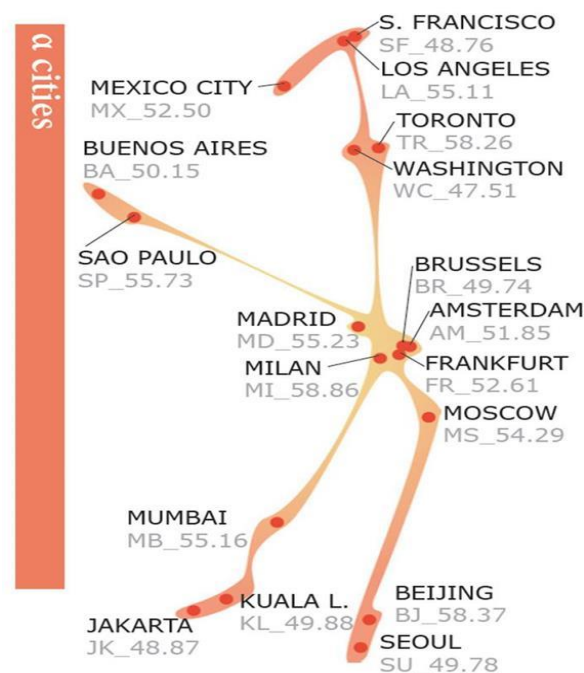 α cities
S. FRANCISCO
SF_48.76
LOS ANGELES
LA_55.11
MEXICO CITY
MX_52.50
TORONTO
TR_58.26
WASHINGTON
WC_47.51
BUENOS AIRES
BA_50.15
SAO PAULO
SP_55.73
BRUSSELS
BR_49.74
AMSTERDAM
AM_51.85
MADRID
MD_55.23
MILAN
MI_58.86
FRANKFURT
FR_52.61
MOSCOW
MS_54.29
MUMBAI
MB_55.16
KUALA L.
KL_49.88
JAKARTA
JK_48.87
BEIJING
BJ_58.37
SEOUL
SU 49.78